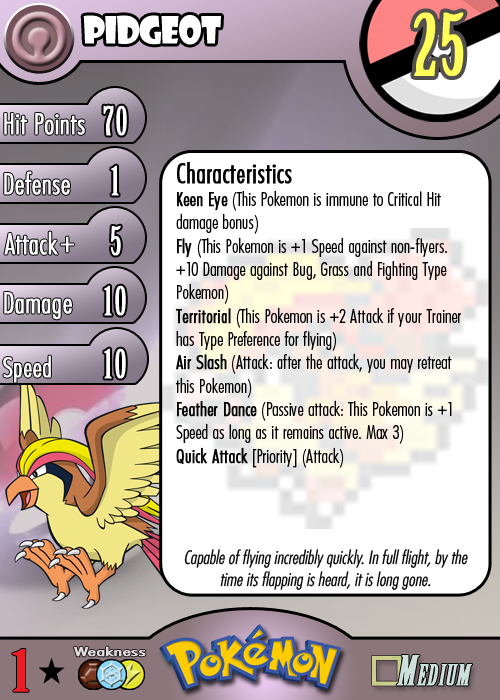 PIDGEOT
25
Hit Points 70
Defense 1
Attack+ 5
Damage 10
Speed 10
Characteristics
Keen Eye (This Pokemon is immune to Critical Hit
damage bonus)
Fly (This Pokemon is +1 Speed against non-flyers.
+10 Damage against Bug, Grass and Fighting Type
Pokemon)
Territorial (This Pokemon is +2 Attack if your Trainer
has Type Preference for flying)
Air Slash (Attack: after the attack, you may retreat
this Pokemon)
Feather Dance (Passive attack: This Pokemon is +1
Speed as long as it remains active. Max 3)
Quick Attack [Priority] (Attack)
Capable of flying incredibly quickly. In full flight, by the
time its flapping is heard, it is long gone.
1 ★
Weakness
POKéMON
MEDIUM